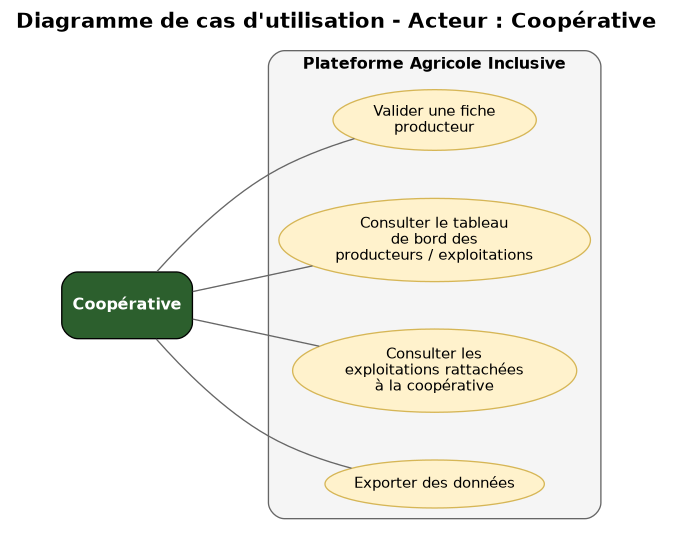 Diagramme de cas d'utilisation - Acteur : Coopérative
Plateforme Agricole Inclusive
Valider une fiche
producteur
Consulter le tableau
de bord des
producteurs / exploitations
Coopérative
Consulter les
exploitations rattachées
à la coopérative
Exporter des données